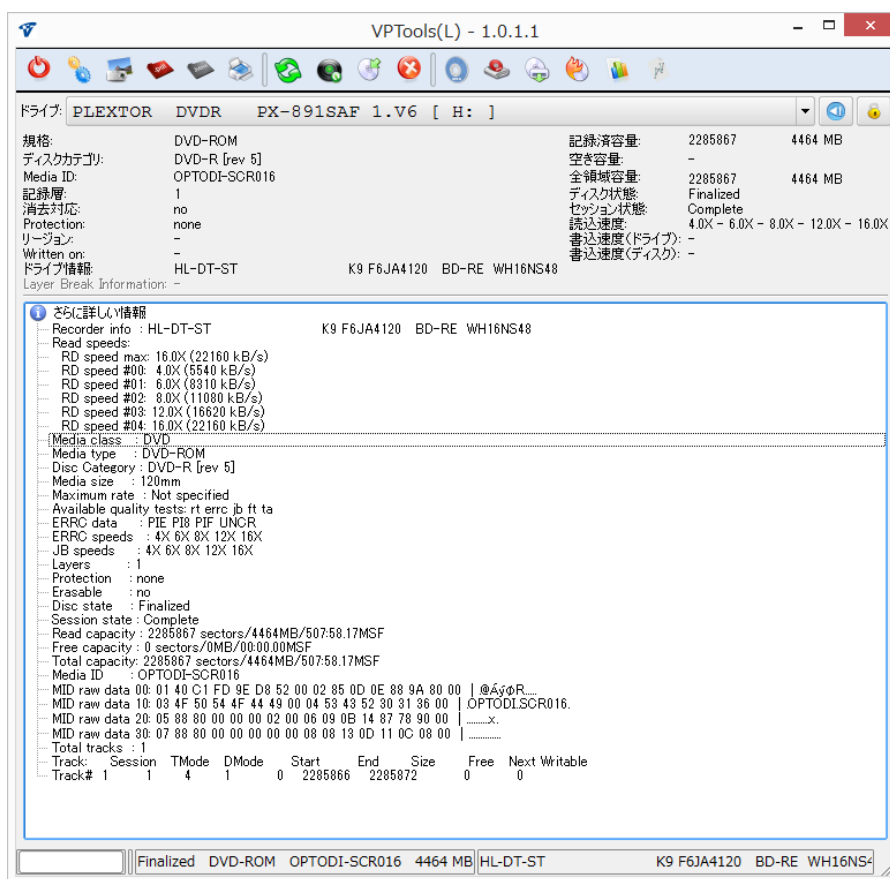 VPTools(L) - 1.0.1.1
ドライブ: PLEXTOR DVDR PX-891SAF 1.V6 [ H: ]
規格: DVD-ROM 記録済容量: 2285867 4464 MB
ディスクカテゴリ: DVD-R [rev 5] 空き容量: -
Media ID: OPTODI-SCR016 全領域容量: 2285867 4464 MB
記録層: 1 ディスク状態: Finalized
消去対応: no セッション状態: Complete
Protection: none 読込速度: 4.0X - 6.0X - 8.0X - 12.0X - 16.0X
リージョン: - 書込速度(ドライブ): -
Written on: - 書込速度(ディスク): -
ドライブ情報: HL-DT-ST K9 F6JA4120 BD-RE WH16NS48
Layer Break Information: -
さらに詳しい情報
Recorder info : HL-DT-ST K9 F6JA4120 BD-RE WH16NS48
Read speeds:
RD speed max: 16.0X (22160 kB/s)
RD speed #00: 4.0X (5540 kB/s)
RD speed #01: 6.0X (8310 kB/s)
RD speed #02: 8.0X (11080 kB/s)
RD speed #03: 12.0X (16620 kB/s)
RD speed #04: 16.0X (22160 kB/s)
Media class : DVD
Media type : DVD-ROM
Disc Category : DVD-R [rev 5]
Media size : 120mm
Maximum rate : Not specified
Available quality tests: rt errc jb ft ta
ERRC data : PIE PI8 PIF UNCR
ERRC speeds : 4X 6X 8X 12X 16X
JB speeds : 4X 6X 8X 12X 16X
Layers : 1
Protection : none
Erasable : no
Disc state : Finalized
Session state : Complete
Read capacity : 2285867 sectors/4464MB/507:58.17MSF
Free capacity : 0 sectors/0MB/00:00.00MSF
Total capacity: 2285867 sectors/4464MB/507:58.17MSF
Media ID : OPTODI-SCR016
MID raw data 00: 01 40 C1 FD 9E D8 52 00 02 85 0D 0E 88 9A 80 00 | .@ÁýφR.....
MID raw data 10: 03 4F 50 54 4F 44 49 00 04 53 43 52 30 31 36 00 | .OPTODI.SCR016.
MID raw data 20: 05 88 80 00 00 00 02 00 06 09 0B 14 87 78 90 00 | .........x.
MID raw data 30: 07 88 80 00 00 00 00 00 08 08 13 0D 11 0C 08 00 | .............
Total tracks : 1
Track: Session TMode DMode Start End Size Free Next Writable
Track# 1 1 4 1 0 2285866 2285872 0 0
Finalized DVD-ROM OPTODI-SCR016 4464 MB HL-DT-ST K9 F6JA4120 BD-RE WH16NS4